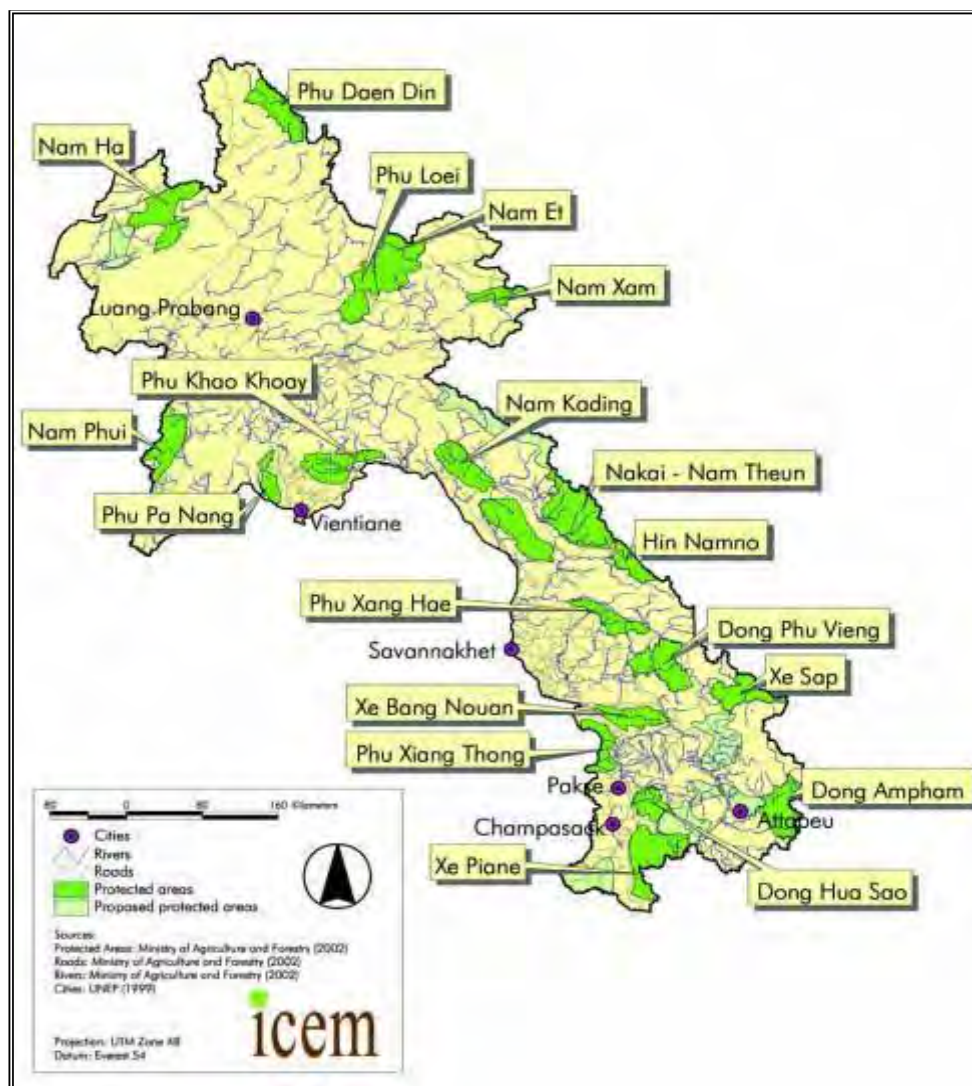 Phu Daen Din
Nam Ha
Phu Loei
Nam Et
Nam Xam
Luang Prabang
Phu Khao Khoay
Nam Kading
Nam Phui
Nakai - Nam Theun
Phu Pa Nang
Vientiane
Hin Namno
Phu Xang Hae
Dong Phu Vieng
Savannakhet
Xe Sap
Xe Bang Nouan
Phu Xiang Thong
Dong Ampham
Pakse
Attapeu
Champasack
Xe Piane
Dong Hua Sao
80 0 80 160 Kilometers
Cities
Rivers
Roads
Protected areas
Proposed protected areas
Sources:
Protected Areas: Ministry of Agriculture and Forestry (2002)
Roads: Ministry of Agriculture and Forestry (2002)
Rivers: Ministry of Agriculture and Forestry (2002)
Cities: UNEP (1999)
icem
Projection: UTM Zone 48
Datum: Everest 54